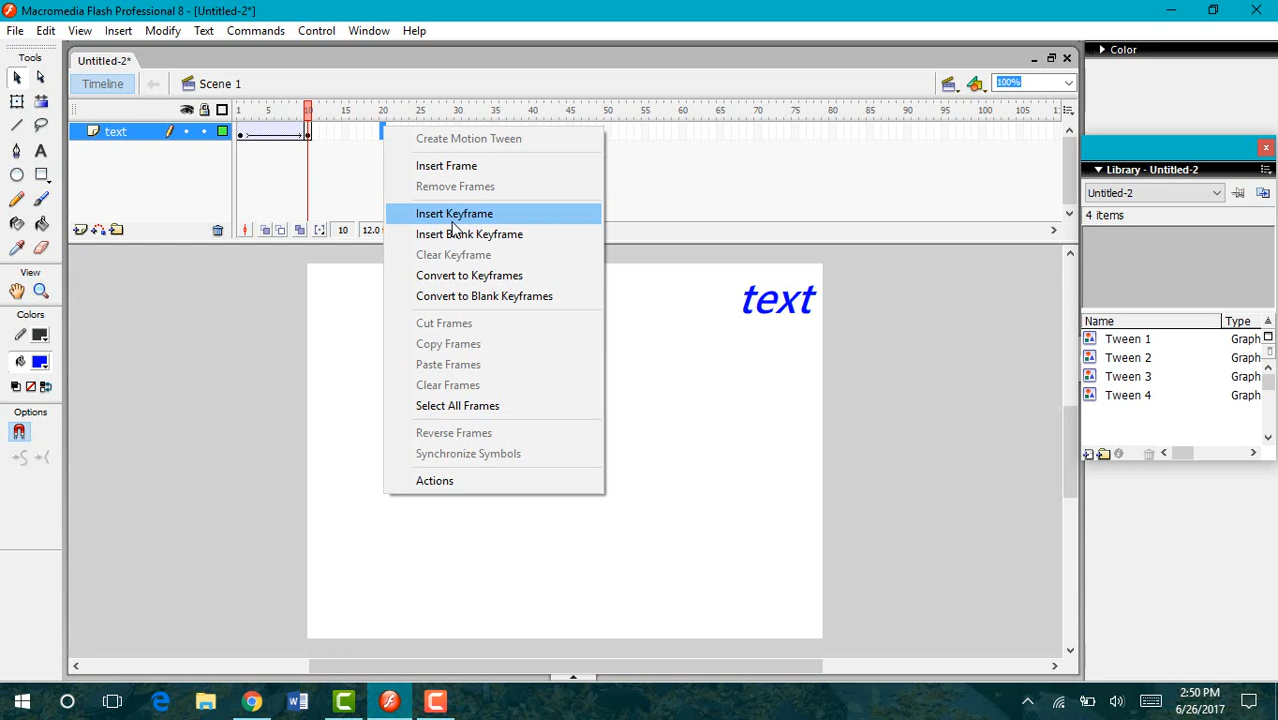 Macromedia Flash Professional 8 - [Untitled-2*]
File Edit View Insert Modify Text Commands Control Window Help
Tools
Untitled-2*
Timeline
Scene 1
100%
Color
1 5 10 15 20 25 30 35 40 45 50 55 60 65 70 75 80 85 90 95 100 105
text
10
Create Motion Tween
Insert Frame
Remove Frames
Insert Keyframe
Insert Blank Keyframe
Clear Keyframe
Convert to Keyframes
Convert to Blank Keyframes
Cut Frames
Copy Frames
Paste Frames
Clear Frames
Select All Frames
Reverse Frames
Synchronize Symbols
Actions
text
View
Colors
Options
Library - Untitled-2
Untitled-2
4 items
Name Type
Tween 1 Graph
Tween 2 Graph
Tween 3 Graph
Tween 4 Graph
2:50 PM
6/26/2017